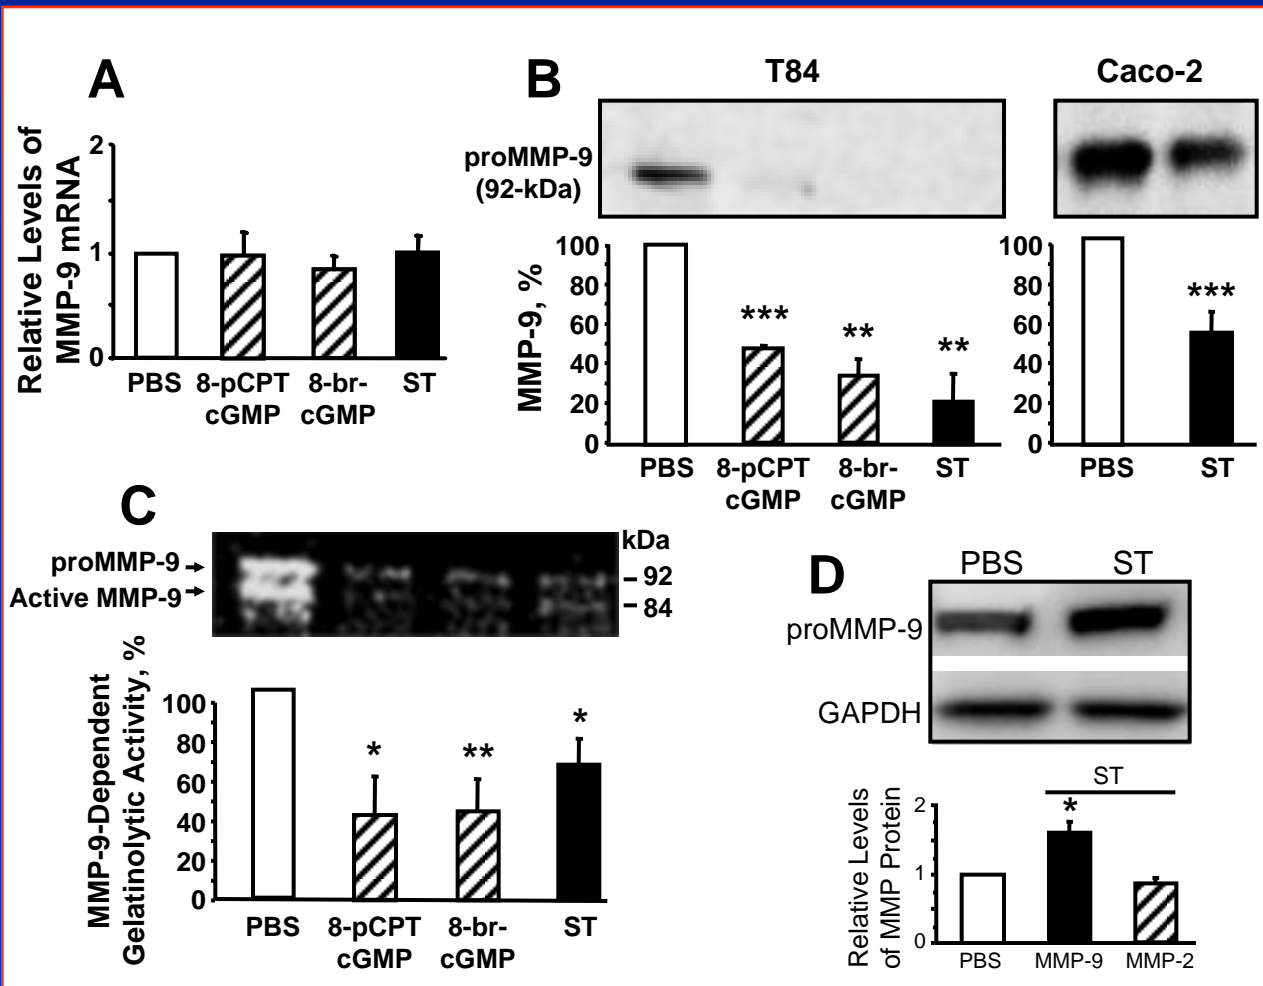 A
Relative Levels of
MMP-9 mRNA
2
1
0
PBS
8-pCPT
cGMP
8-br-
cGMP
ST
B
T84
Caco-2
proMMP-9
(92-kDa)
MMP-9, %
100
80
60
40
20
0
***
**
**
PBS
8-pCPT
cGMP
8-br-
cGMP
ST
100
80
60
40
20
0
***
PBS
ST
C
proMMP-9
Active MMP-9
kDa
92
84
MMP-9-Dependent
Gelatinolytic Activity, %
100
80
60
40
20
0
*
**
*
PBS
8-pCPT
cGMP
8-br-
cGMP
ST
D
PBS
ST
proMMP-9
GAPDH
Relative Levels
of MMP Protein
2
1
0
ST
*
PBS
MMP-9
MMP-2